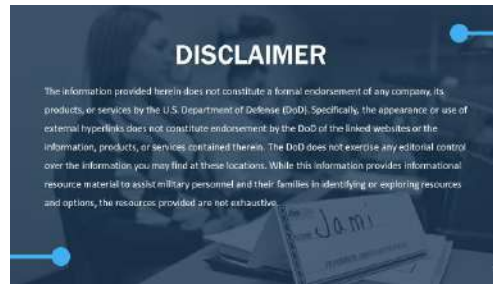 DISCLAIMER
The information provided herein does not constitute a formal endorsement of any company, its
products, or services by the U.S. Department of Defense (DoD). Specifically, the appearance or use of
external hyperlinks does not constitute endorsement by the DoD of the linked websites or the
information, products, or services contained therein. The DoD does not exercise any editorial control
over the information you may find at these locations. While this information provides informational
resource material to assist military personnel and their families in identifying or exploring resources
and options, the resources provided are not exhaustive.
Jami